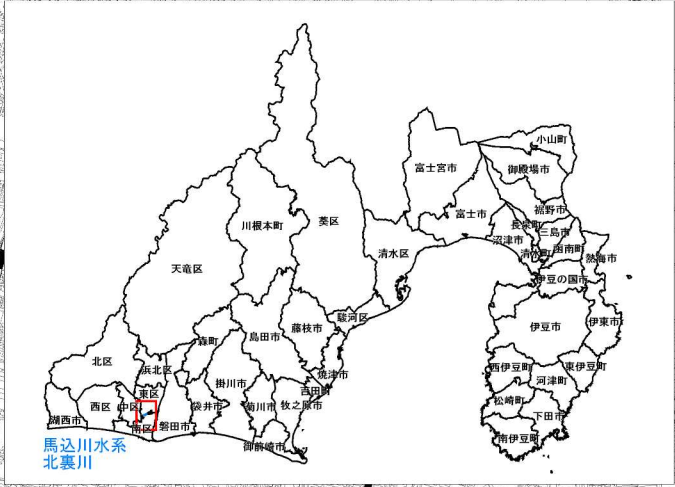 小山町
富士宮市
御殿場市
裾野市
富士市
葵区
川根本町
長泉町
三島市
沼津市
函南町
清水区
清水町
熱海市
天竜区
伊豆の国市
駿河区
伊豆市
伊東市
藤枝市
島田市
森町
北区
浜北区
西伊豆町
東伊豆町
焼津市
河津町
掛川市
吉田町
東区
松崎町
西区
中区
袋井市
菊川市
牧之原市
下田市
湖西市
南区
磐田市
南伊豆町
御前崎市
馬込川水系
北裏川